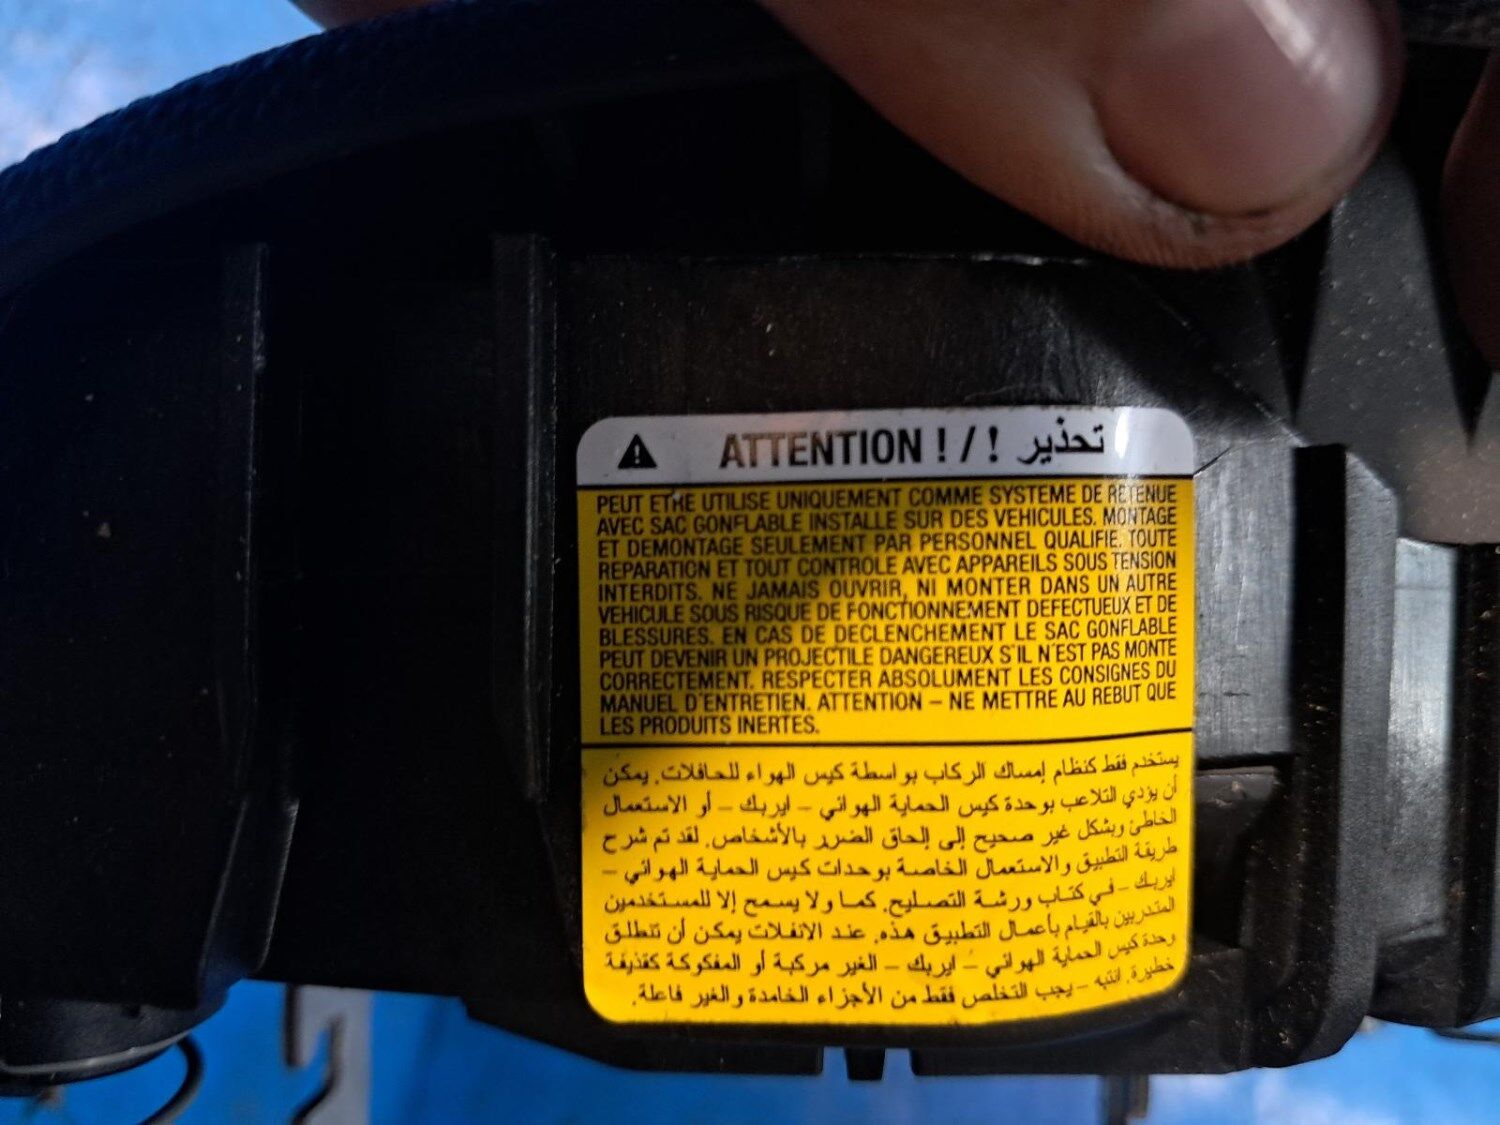 ATTENTION ! / ! تحذير
PEUT ETRE UTILISE UNIQUEMENT COMME SYSTEME DE RETENUE
AVEC SAC GONFLABLE INSTALLE SUR DES VEHICULES. MONTAGE
ET DEMONTAGE SEULEMENT PAR PERSONNEL QUALIFIE. TOUTE
REPARATION ET TOUT CONTROLE AVEC APPAREILS SOUS TENSION
INTERDITS. NE JAMAIS OUVRIR, NI MONTER DANS UN AUTRE
VEHICULE SOUS RISQUE DE FONCTIONNEMENT DEFECTUEUX ET DE
BLESSURES. EN CAS DE DECLENCHEMENT LE SAC GONFLABLE
PEUT DEVENIR UN PROJECTILE DANGEREUX S'IL N'EST PAS MONTE
CORRECTEMENT. RESPECTER ABSOLUMENT LES CONSIGNES DU
MANUEL D'ENTRETIEN. ATTENTION – NE METTRE AU REBUT QUE
LES PRODUITS INERTES.
يستخدم فقط كنظام إمساك الركاب بواسطة كيس الهواء للحافلات. يمكن
أن يؤدي التلاعب بوحدة كيس الحماية الهوائي – ايربك – أو الاستعمال
الخاطئ وبشكل غير صحيح إلى إلحاق الضرر بالأشخاص. لقد تم شرح
طريقة التطبيق والاستعمال الخاصة بوحدات كيس الحماية الهوائي –
ايربك – في كتاب ورشة التصليح. كما ولا يسمح إلا للمستخدمين
المتدربين بالقيام بأعمال التطبيق هذه. عند الانفلات يمكن أن تنطلق
وحدة كيس الحماية الهوائي – ايربك – الغير مركبة أو المفكوكة كقذيفة
خطيرة. انتبه – يجب التخلص فقط من الأجزاء الخامدة والغير فاعلة.